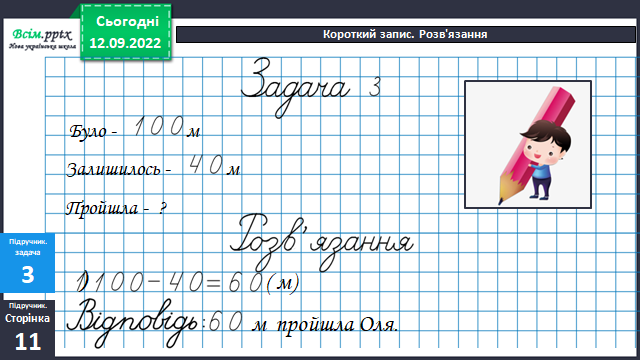 Всім.pptx
Нова українська школа
Сьогодні
12.09.2022
Короткий запис. Розв'язання
Задача 3
Було - 100 м
Залишилось - 40 м
Пройшла - ?
Розв'язання
1) 100-40=60(м)
Відповідь: 60 м пройшла Оля.
Підручник.
задача
3
Підручник.
Сторінка
11